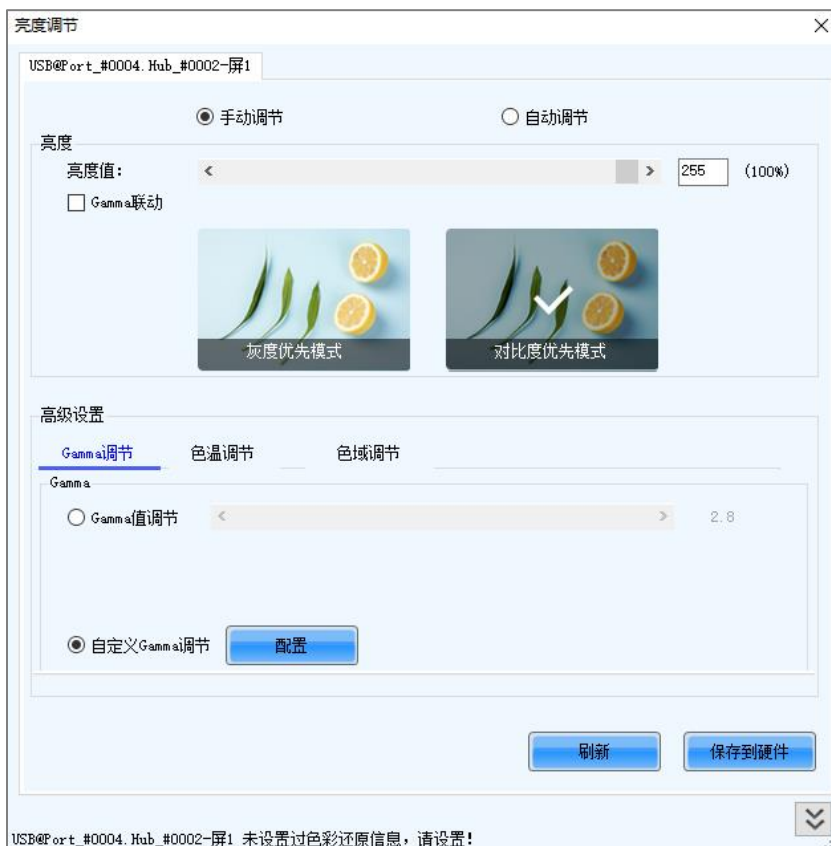 亮度调节
USB@Port_#0004.Hub_#0002-屏1
手动调节 自动调节
亮度
亮度值: 255 (100%)
Gamma联动
灰度优先模式 对比度优先模式
高级设置
Gamma调节 色温调节 色域调节
Gamma
Gamma值调节 2.8
自定义Gamma调节 配置
刷新 保存到硬件
USB@Port_#0004.Hub_#0002-屏1 未设置过色彩还原信息，请设置!